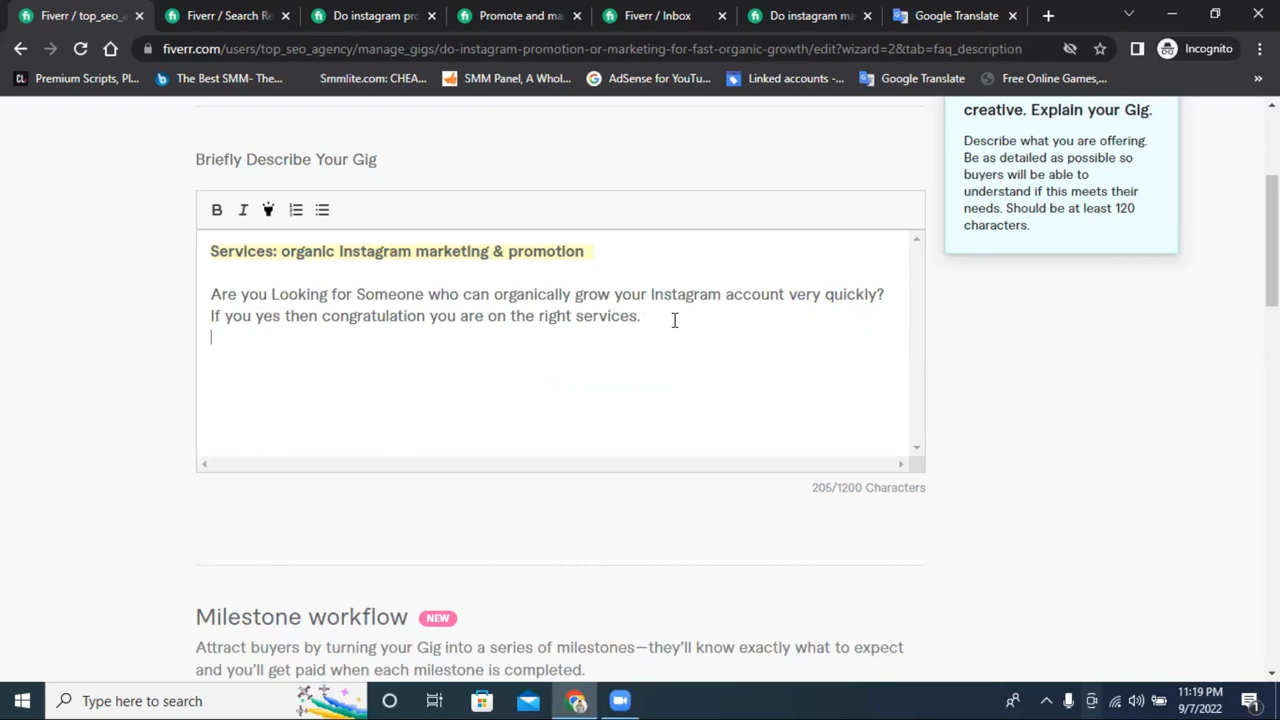 Fiverr / top_seo_a
Fiverr / Search Re
Do instagram pro
Promote and ma
Fiverr / Inbox
Do instagram ma
Google Translate
fiverr.com/users/top_seo_agency/manage_gigs/do-instagram-promotion-or-marketing-for-fast-organic-growth/edit?wizard=2&tab=faq_description
Incognito
Premium Scripts, Pl...
The Best SMM- The...
Smmlite.com: CHEA...
SMM Panel, A Whol...
AdSense for YouTu...
Linked accounts -...
Google Translate
Free Online Games,...
»
creative. Explain your Gig.
Describe what you are offering.
Be as detailed as possible so
buyers will be able to
understand if this meets their
needs. Should be at least 120
characters.
Briefly Describe Your Gig
B I
Services: organic Instagram marketing & promotion
Are you Looking for Someone who can organically grow your Instagram account very quickly?
If you yes then congratulation you are on the right services.
205/1200 Characters
Milestone workflow NEW
Attract buyers by turning your Gig into a series of milestones—they'll know exactly what to expect
and you'll get paid when each milestone is completed.
Type here to search
11:19 PM
9/7/2022